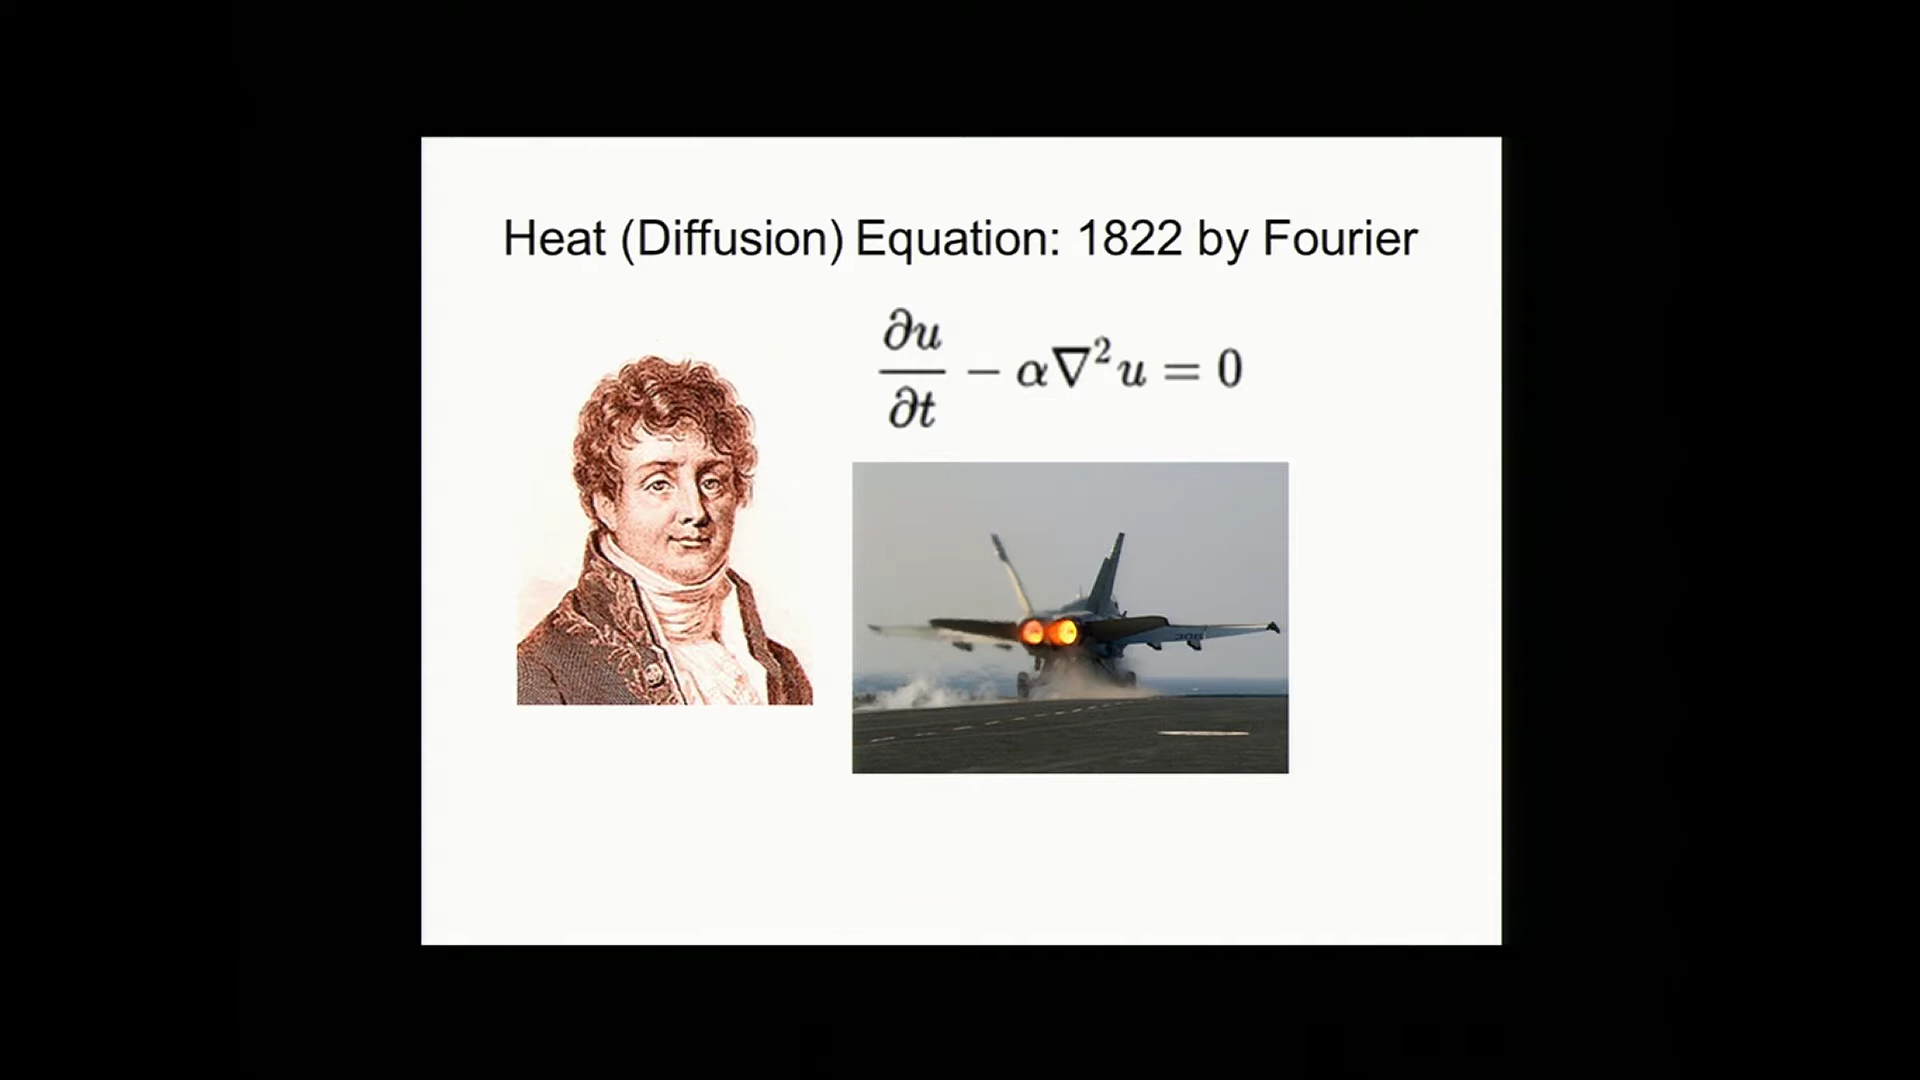 Heat (Diffusion) Equation: 1822 by Fourier
∂u/∂t − α∇²u = 0